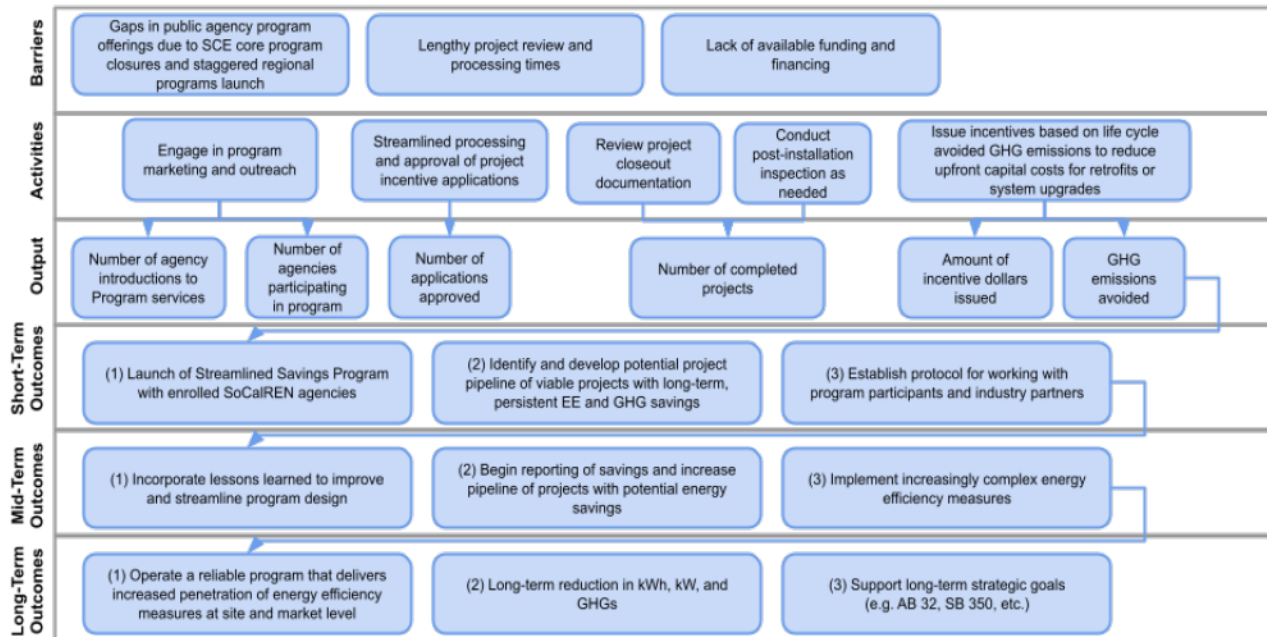 Barriers
Gaps in public agency program
offerings due to SCE core program
closures and staggered regional
programs launch
Lengthy project review and
processing times
Lack of available funding and
financing
Activities
Engage in program
marketing and outreach
Streamlined processing
and approval of project
incentive applications
Review project
closeout
documentation
Conduct
post-installation
inspection as
needed
Issue incentives based on life cycle
avoided GHG emissions to reduce
upfront capital costs for retrofits or
system upgrades
Output
Number of agency
introductions to
Program services
Number of
agencies
participating
in program
Number of
applications
approved
Number of completed
projects
Amount of
incentive dollars
issued
GHG
emissions
avoided
Short-Term
Outcomes
(1) Launch of Streamlined Savings Program
with enrolled SoCalREN agencies
(2) Identify and develop potential project
pipeline of viable projects with long-term,
persistent EE and GHG savings
(3) Establish protocol for working with
program participants and industry partners
Mid-Term
Outcomes
(1) Incorporate lessons learned to improve
and streamline program design
(2) Begin reporting of savings and increase
pipeline of projects with potential energy
savings
(3) Implement increasingly complex energy
efficiency measures
Long-Term
Outcomes
(1) Operate a reliable program that delivers
increased penetration of energy efficiency
measures at site and market level
(2) Long-term reduction in kWh, kW, and
GHGs
(3) Support long-term strategic goals
(e.g. AB 32, SB 350, etc.)